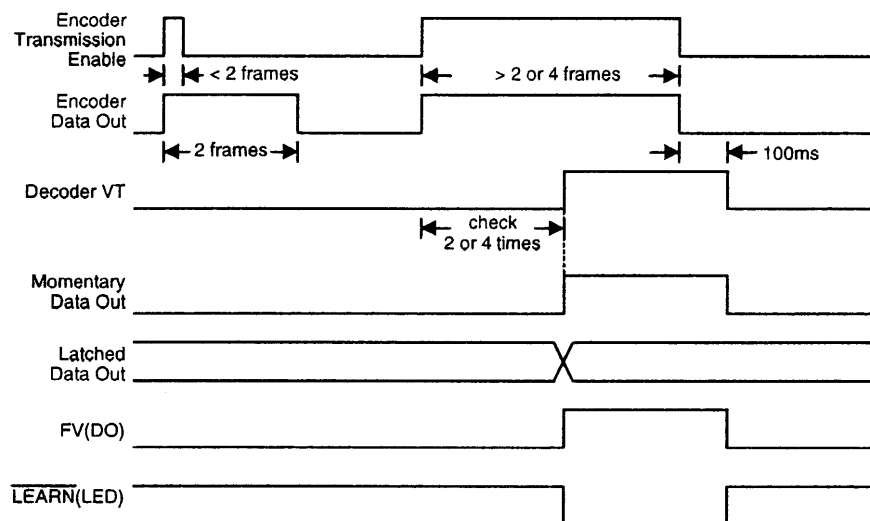 Encoder
Transmission
Enable
< 2 frames
> 2 or 4 frames
Encoder
Data Out
2 frames
100ms
Decoder VT
check
2 or 4 times
Momentary
Data Out
Latched
Data Out
FV(DO)
LEARN(LED)